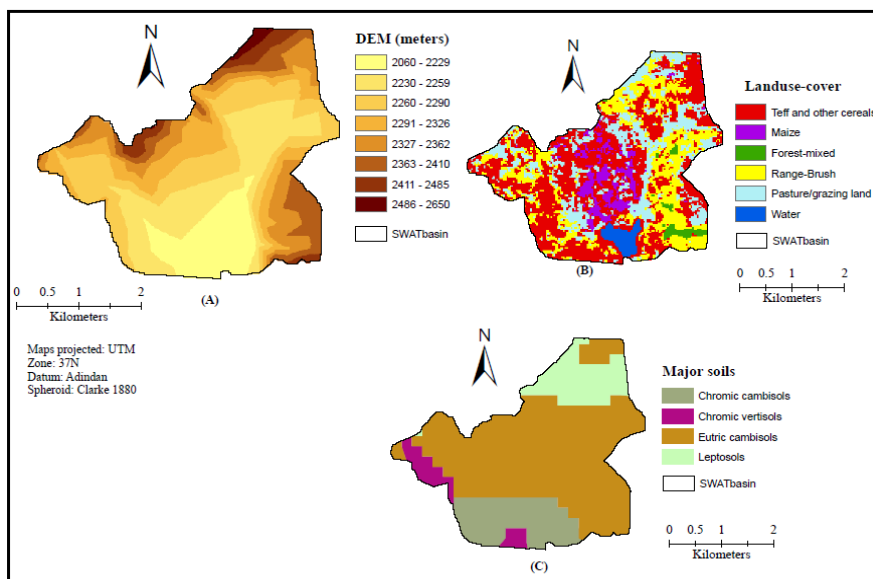 N
DEM (meters)
2060 - 2229
2230 - 2259
2260 - 2290
2291 - 2326
2327 - 2362
2363 - 2410
2411 - 2485
2486 - 2650
SWATbasin
0 0.5 1 2
Kilometers
(A)
Maps projected: UTM
Zone: 37N
Datum: Adindan
Spheroid: Clarke 1880
N
Landuse-cover
Teff and other cereals
Maize
Forest-mixed
Range-Brush
Pasture/grazing land
Water
SWATbasin
0 0.5 1 2
Kilometers
(B)
N
Major soils
Chromic cambisols
Chromic vertisols
Eutric cambisols
Leptosols
SWATbasin
0 0.5 1 2
Kilometers
(C)